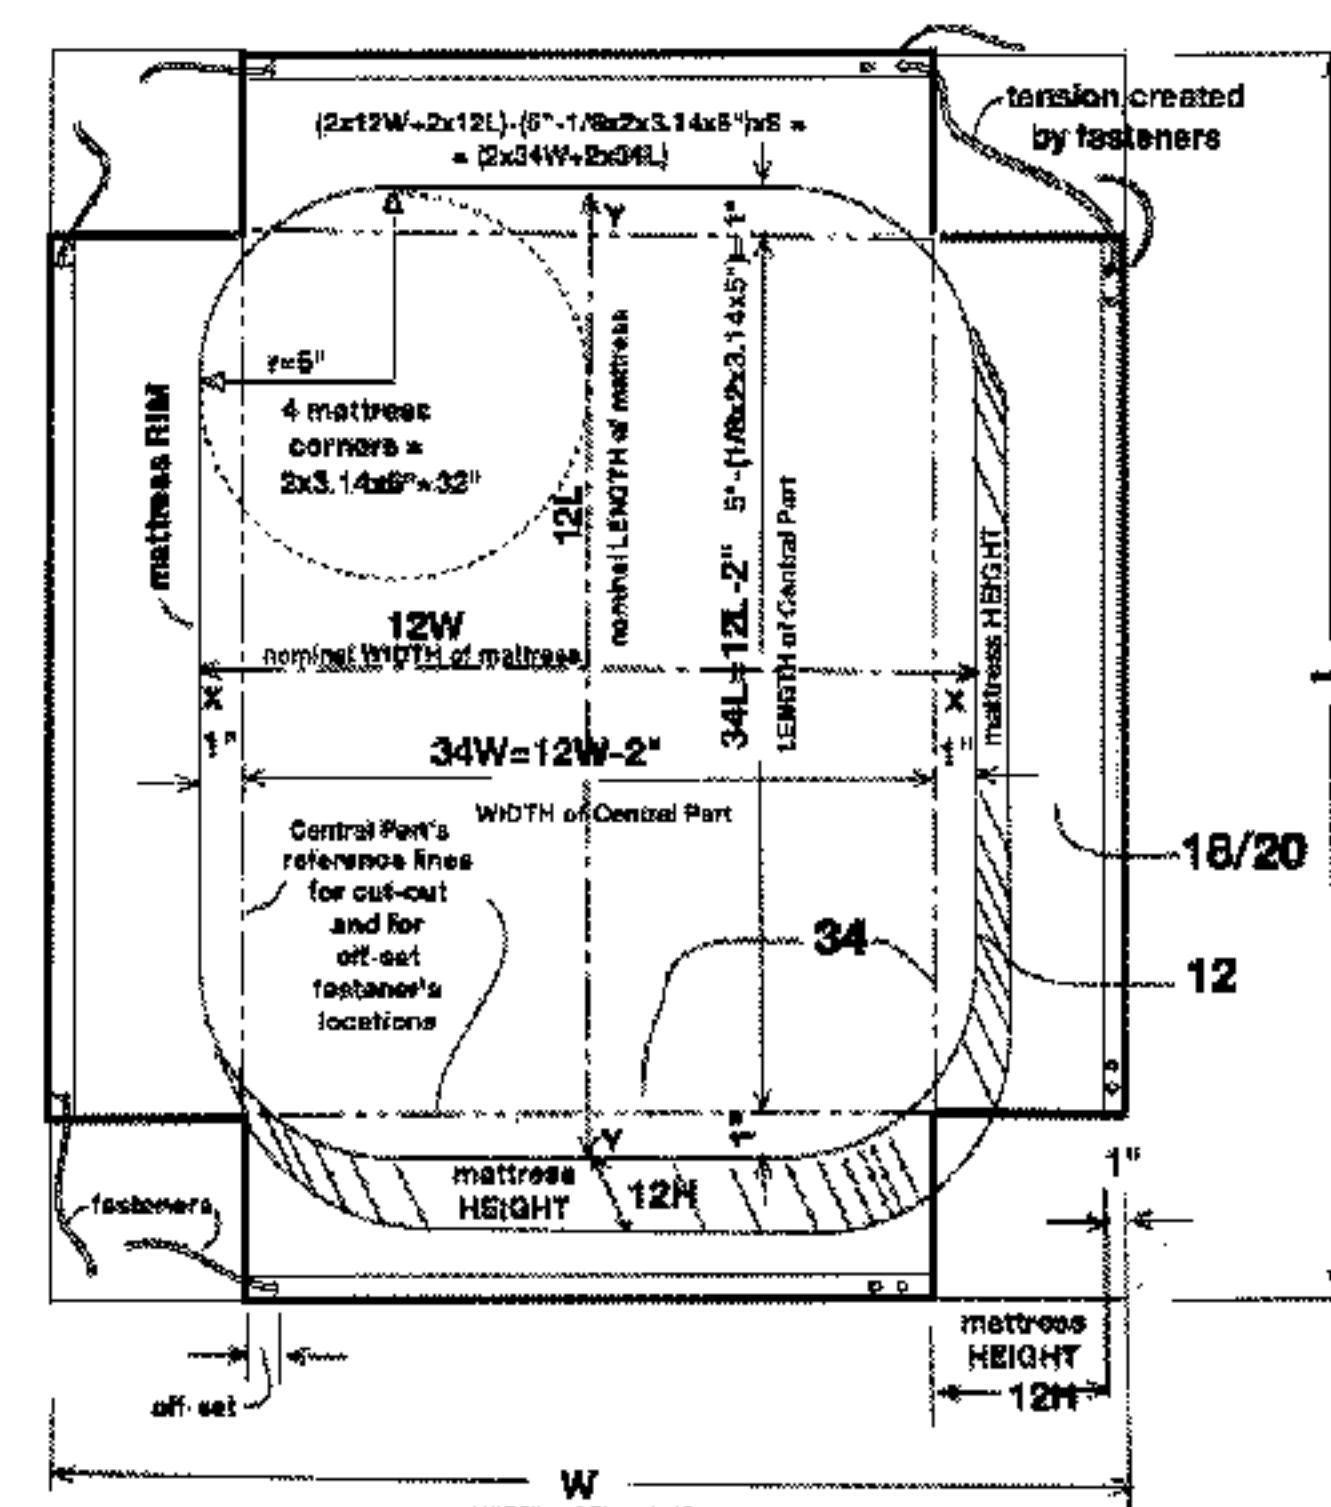 tension created
by fasteners
(2x12W+2x12L)-(5"-1/8x2x3.14x5")x8 =
= (2x34W+2x34L)
Y
1"
r=5"
4 mattress
corners =
2x3.14x5"=32"
mattress RIM
12L
nominal LENGTH of mattress
34L=12L-2" 5"-(1/8x2x3.14x5")=
LENGTH of Central Part
mattress HEIGHT
12W
nominal WIDTH of mattress
X
X
1"
1"
34W=12W-2"
WIDTH of Central Part
Central Part's
reference lines
for cut-out
and for
off-set
fastener's
locations
18/20
34
12
L
Y
1"
mattress
HEIGHT
12H
1"
fasteners
mattress
HEIGHT
12H
off-set
W